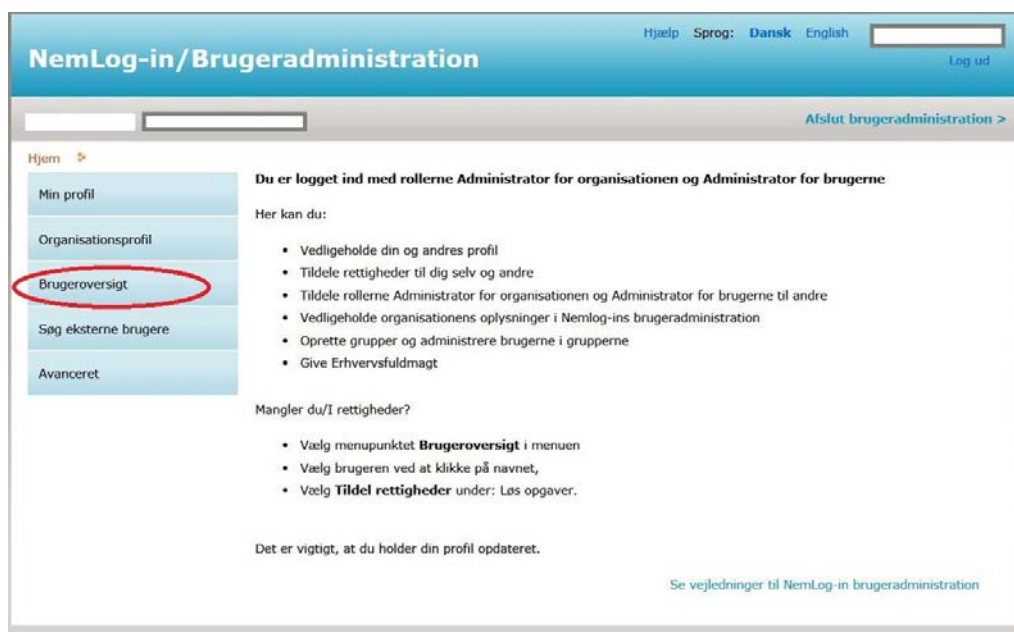 Hjælp Sprog: Dansk English
NemLog-in/Brugeradministration
Log ud
Afslut brugeradministration >
Hjem
Min profil
Organisationsprofil
Brugeroversigt
Søg eksterne brugere
Avanceret
Du er logget ind med rollerne Administrator for organisationen og Administrator for brugerne
Her kan du:
• Vedligeholde din og andres profil
• Tildele rettigheder til dig selv og andre
• Tildele rollerne Administrator for organisationen og Administrator for brugerne til andre
• Vedligeholde organisationens oplysninger i Nemlog-ins brugeradministration
• Oprette grupper og administrere brugerne i grupperne
• Give Erhvervsfuldmagt
Mangler du/I rettigheder?
• Vælg menupunktet Brugeroversigt i menuen
• Vælg brugeren ved at klikke på navnet,
• Vælg Tildel rettigheder under: Løs opgaver.
Det er vigtigt, at du holder din profil opdateret.
Se vejledninger til NemLog-in brugeradministration